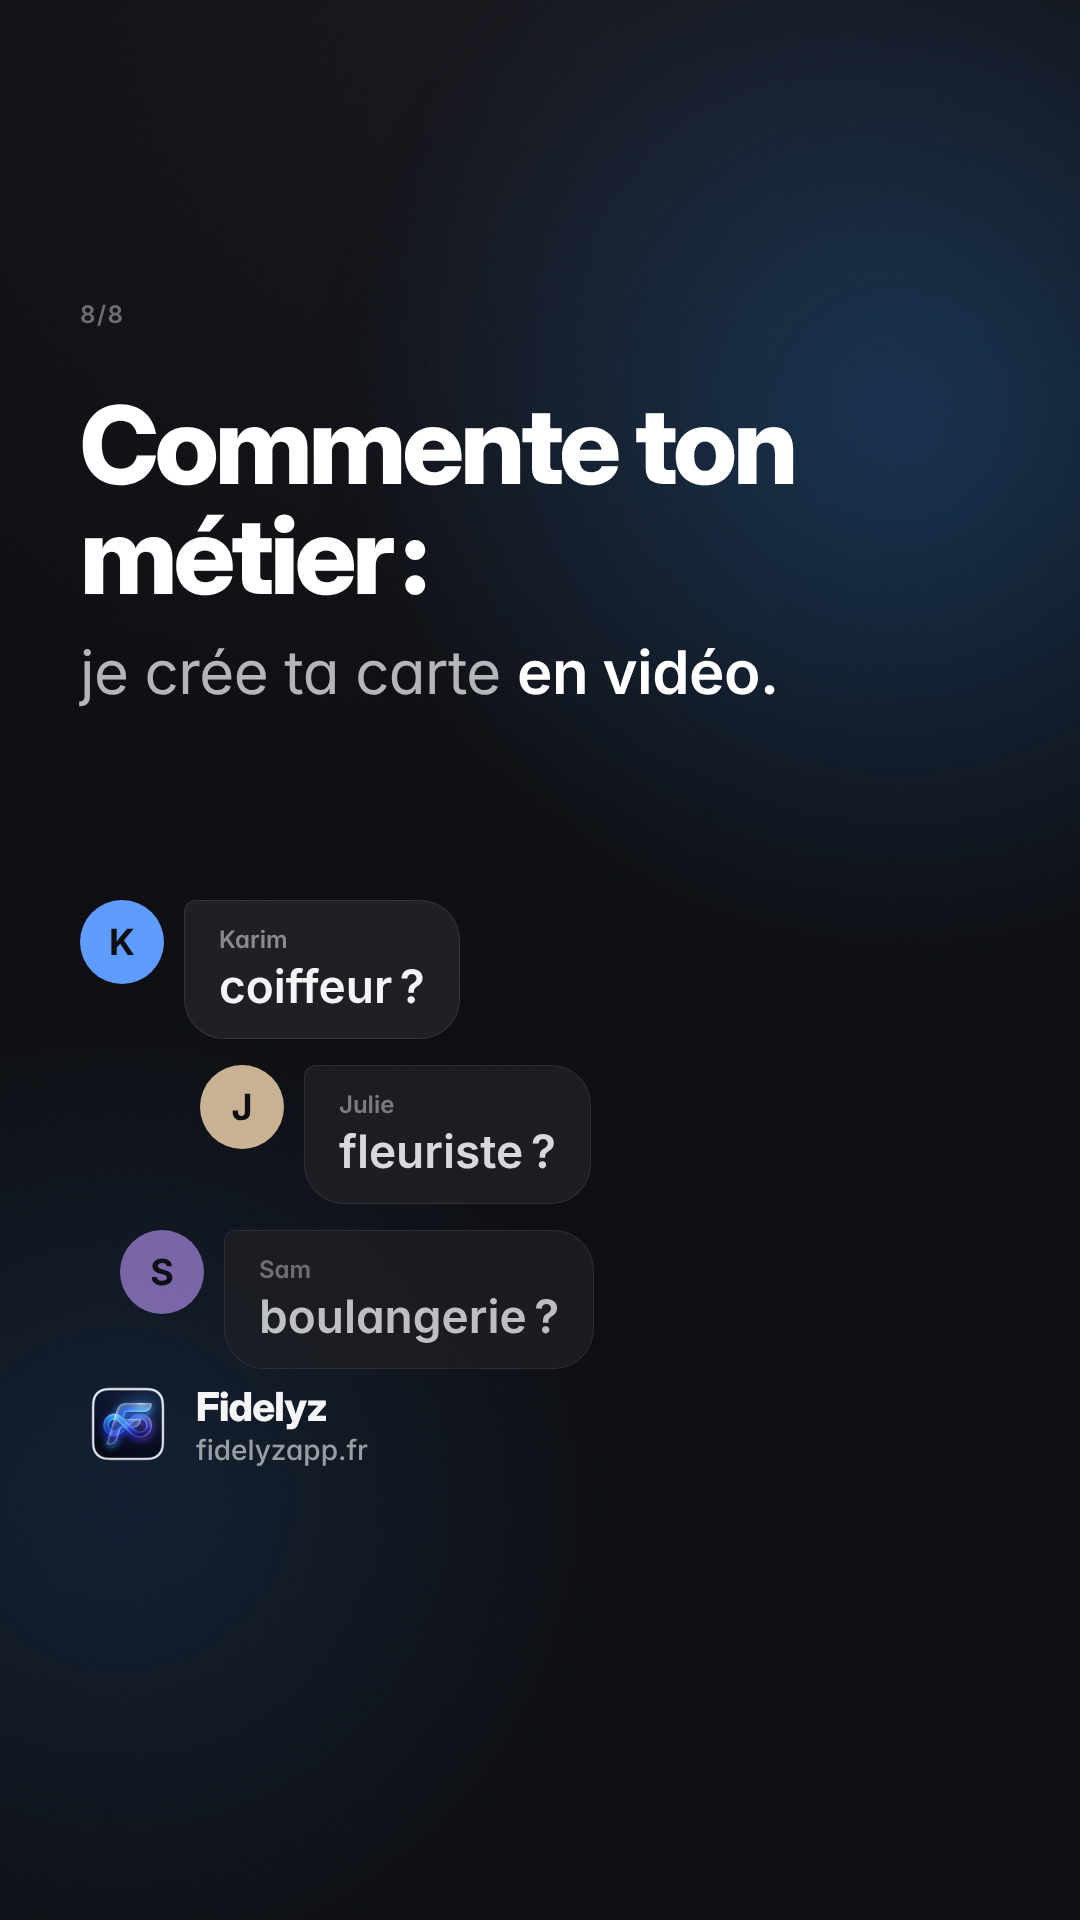 8/8
Commente ton
métier :
je crée ta carte en vidéo.
K
Karim
coiffeur ?
J
Julie
fleuriste ?
S
Sam
boulangerie ?
Fidelyz
fidelyzapp.fr